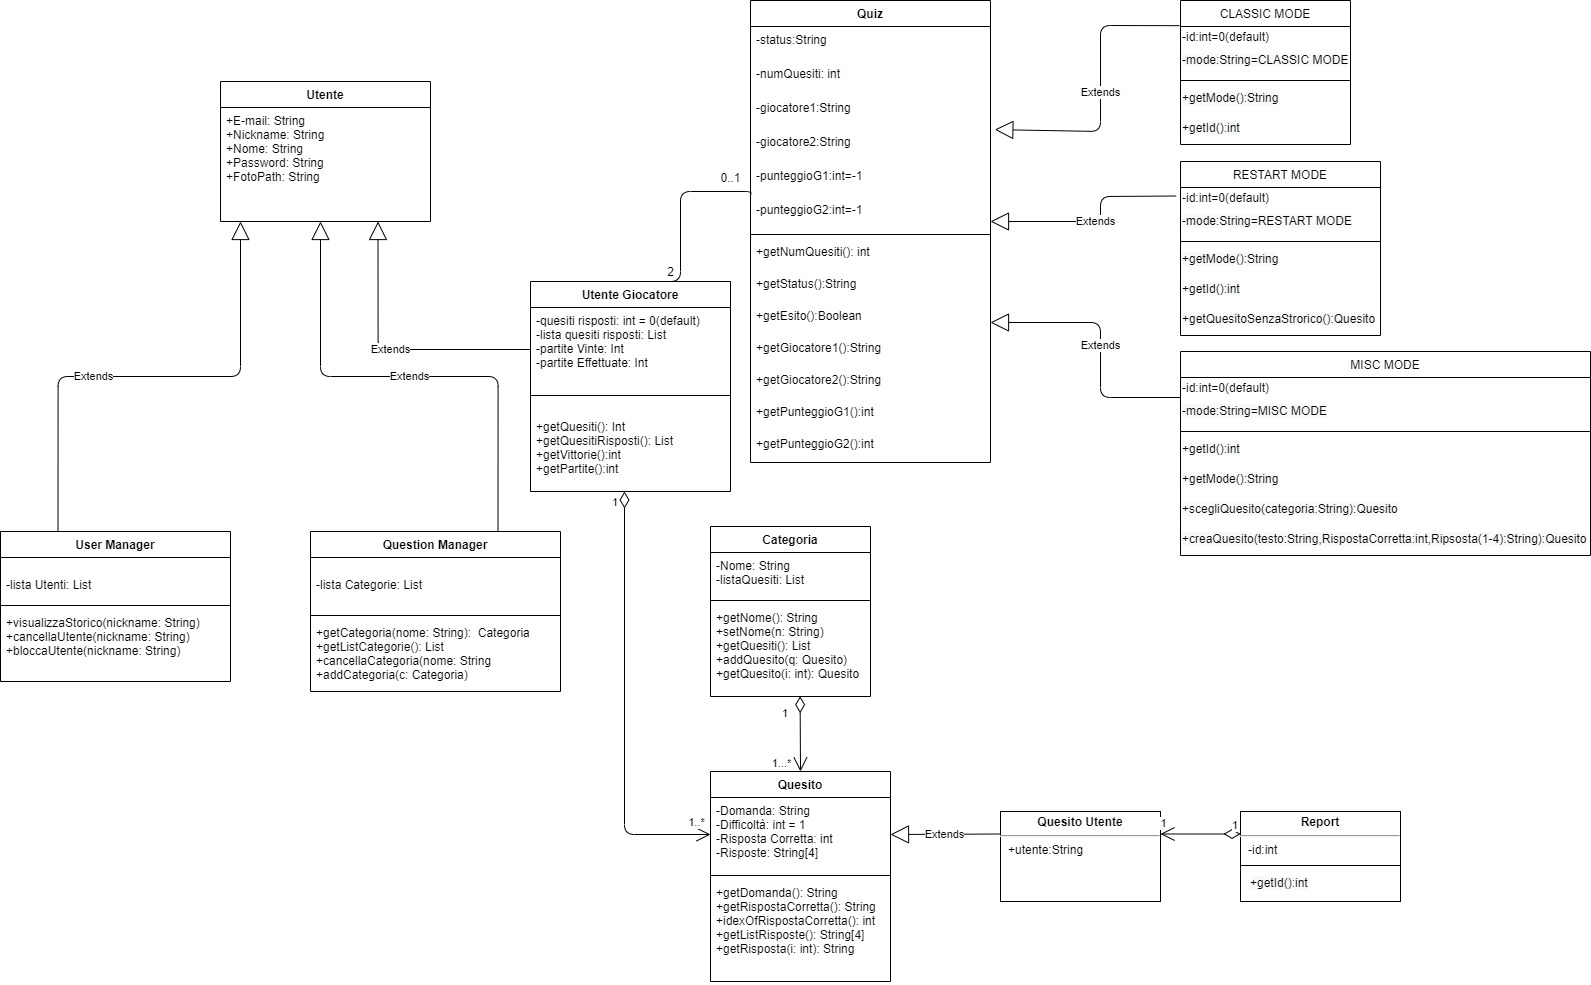 Utente
+E-mail: String
+Nickname: String
+Nome: String
+Password: String
+FotoPath: String
Extends
Extends
Extends
User Manager
-lista Utenti: List
+visualizzaStorico(nickname: String)
+cancellaUtente(nickname: String)
+bloccaUtente(nickname: String)
Question Manager
-lista Categorie: List
+getCategoria(nome: String):  Categoria
+getListCategorie(): List
+cancellaCategoria(nome: String
+addCategoria(c: Categoria)
Utente Giocatore
-quesiti risposti: int = 0(default)
-lista quesiti risposti: List
-partite Vinte: Int
-partite Effettuate: Int
+getQuesiti(): Int
+getQuesitiRisposti(): List
+getVittorie():int
+getPartite():int
0..1
2
Quiz
-status:String
-numQuesiti: int
-giocatore1:String
-giocatore2:String
-punteggioG1:int=-1
-punteggioG2:int=-1
+getNumQuesiti(): int
+getStatus():String
+getEsito():Boolean
+getGiocatore1():String
+getGiocatore2():String
+getPunteggioG1():int
+getPunteggioG2():int
Extends
Extends
Extends
CLASSIC MODE
-id:int=0(default)
-mode:String=CLASSIC MODE
+getMode():String
+getId():int
RESTART MODE
-id:int=0(default)
-mode:String=RESTART MODE
+getMode():String
+getId():int
+getQuesitoSenzaStrorico():Quesito
MISC MODE
-id:int=0(default)
-mode:String=MISC MODE
+getId():int
+getMode():String
+scegliQuesito(categoria:String):Quesito
+creaQuesito(testo:String,RispostaCorretta:int,Ripsosta(1-4):String):Quesito
1
1..*
Categoria
-Nome: String
-listaQuesiti: List
+getNome(): String
+setNome(n: String)
+getQuesiti(): List
+addQuesito(q: Quesito)
+getQuesito(i: int): Quesito
1
1...*
Quesito
-Domanda: String
-Difficoltà: int = 1
-Risposta Corretta: int
-Risposte: String[4]
+getDomanda(): String
+getRispostaCorretta(): String
+idexOfRispostaCorretta(): int
+getListRisposte(): String[4]
+getRisposta(i: int): String
Extends
Quesito Utente
+utente:String
1
1
Report
-id:int
+getId():int